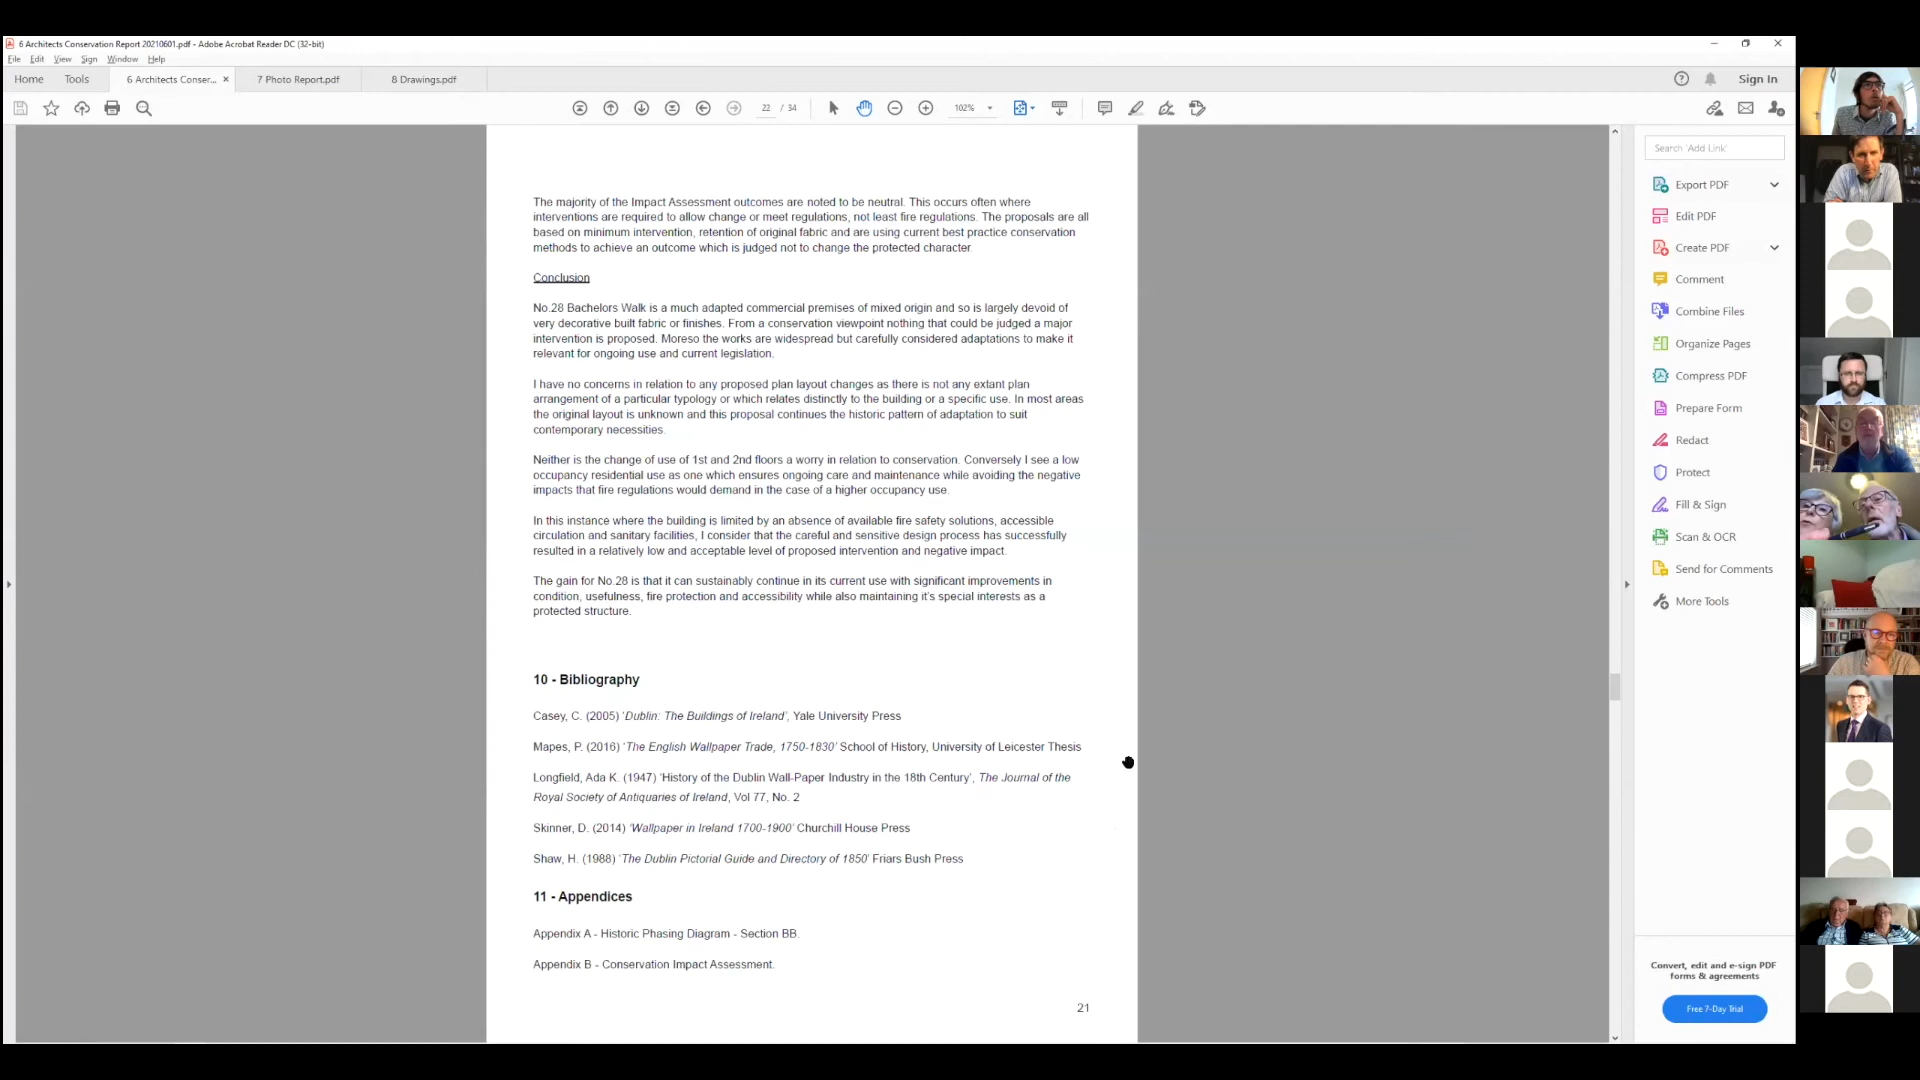 6 Architects Conservation Report 20210601.pdf - Adobe Acrobat Reader DC (32-bit)
File Edit View Sign Window Help
Home Tools 6 Architects Conser... × 7 Photo Report.pdf 8 Drawings.pdf Sign In
22 / 34 102%
The majority of the Impact Assessment outcomes are noted to be neutral. This occurs often where
interventions are required to allow change or meet regulations, not least fire regulations. The proposals are all
based on minimum intervention, retention of original fabric and are using current best practice conservation
methods to achieve an outcome which is judged not to change the protected character.
Conclusion
No.28 Bachelors Walk is a much adapted commercial premises of mixed origin and so is largely devoid of
very decorative built fabric or finishes. From a conservation viewpoint nothing that could be judged a major
intervention is proposed. Moreso the works are widespread but carefully considered adaptations to make it
relevant for ongoing use and current legislation.
I have no concerns in relation to any proposed plan layout changes as there is not any extant plan
arrangement of a particular typology or which relates distinctly to the building or a specific use. In most areas
the original layout is unknown and this proposal continues the historic pattern of adaptation to suit
contemporary necessities.
Neither is the change of use of 1st and 2nd floors a worry in relation to conservation. Conversely I see a low
occupancy residential use as one which ensures ongoing care and maintenance while avoiding the negative
impacts that fire regulations would demand in the case of a higher occupancy use.
In this instance where the building is limited by an absence of available fire safety solutions, accessible
circulation and sanitary facilities, I consider that the careful and sensitive design process has successfully
resulted in a relatively low and acceptable level of proposed intervention and negative impact.
The gain for No.28 is that it can sustainably continue in its current use with significant improvements in
condition, usefulness, fire protection and accessibility while also maintaining it's special interests as a
protected structure.
10 - Bibliography
Casey, C. (2005) 'Dublin: The Buildings of Ireland', Yale University Press
Mapes, P. (2016) 'The English Wallpaper Trade, 1750-1830' School of History, University of Leicester Thesis
Longfield, Ada K. (1947) 'History of the Dublin Wall-Paper Industry in the 18th Century', The Journal of the
Royal Society of Antiquaries of Ireland, Vol 77, No. 2
Skinner, D. (2014) 'Wallpaper in Ireland 1700-1900' Churchill House Press
Shaw, H. (1988) 'The Dublin Pictorial Guide and Directory of 1850' Friars Bush Press
11 - Appendices
Appendix A - Historic Phasing Diagram - Section BB.
Appendix B - Conservation Impact Assessment.
21
Search 'Add Link'
Export PDF
Edit PDF
Create PDF
Comment
Combine Files
Organize Pages
Compress PDF
Prepare Form
Redact
Protect
Fill & Sign
Scan & OCR
Send for Comments
More Tools
Convert, edit and e-sign PDF
forms & agreements
Free 7-Day Trial